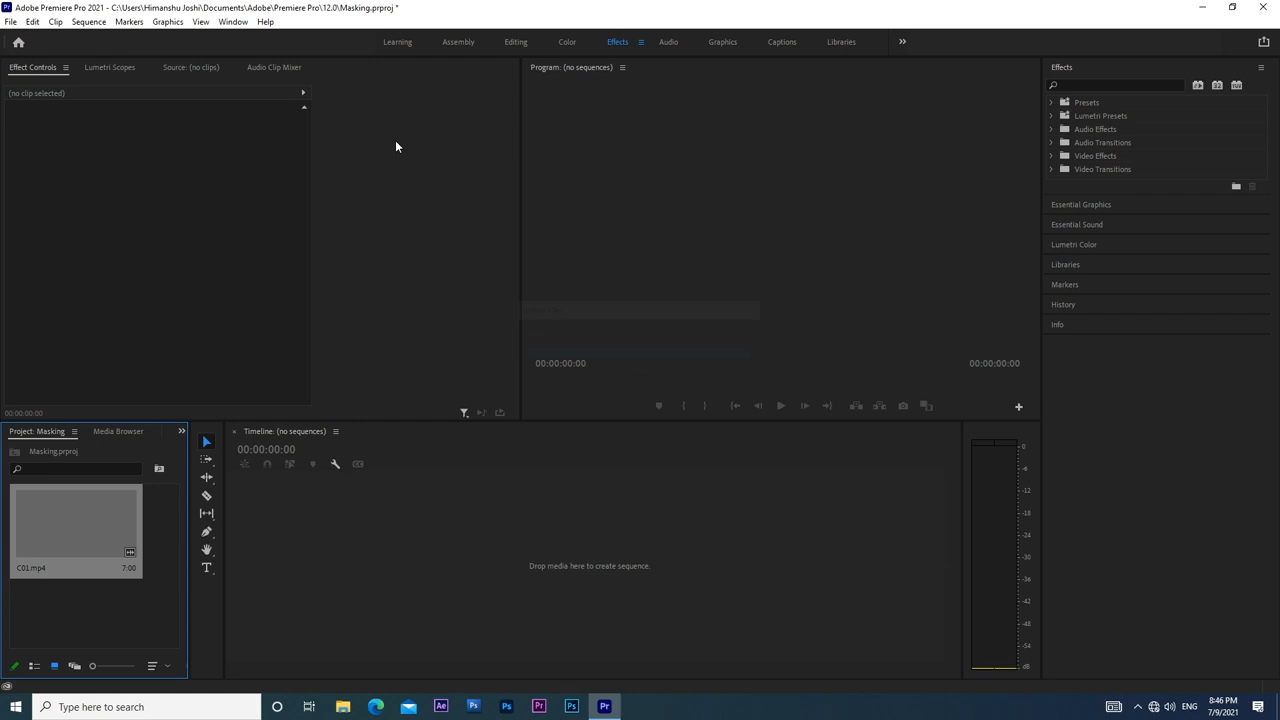 Adobe Premiere Pro 2021 - C:\Users\Himanshu Joshi\Documents\Adobe\Premiere Pro\12.0\Masking.prproj *
File Edit Clip Sequence Markers Graphics View Window Help
Learning Assembly Editing Color Effects Audio Graphics Captions Libraries
Effect Controls Lumetri Scopes Source: (no clips) Audio Clip Mixer
(no clip selected)
00:00:00:00
Program: (no sequences)
00:00:00:00 00:00:00:00
Effects
Presets
Lumetri Presets
Audio Effects
Audio Transitions
Video Effects
Video Transitions
Essential Graphics
Essential Sound
Lumetri Color
Libraries
Markers
History
Info
Project: Masking Media Browser
Masking.prproj
C01.mp4 7:00
Timeline: (no sequences)
00:00:00:00
Drop media here to create sequence.
0
-6
-12
-18
-24
-30
-36
-42
-48
-54
dB
Type here to search
Ae Ps Ps Pr Ps Pr
ENG
8:46 PM
7/9/2021